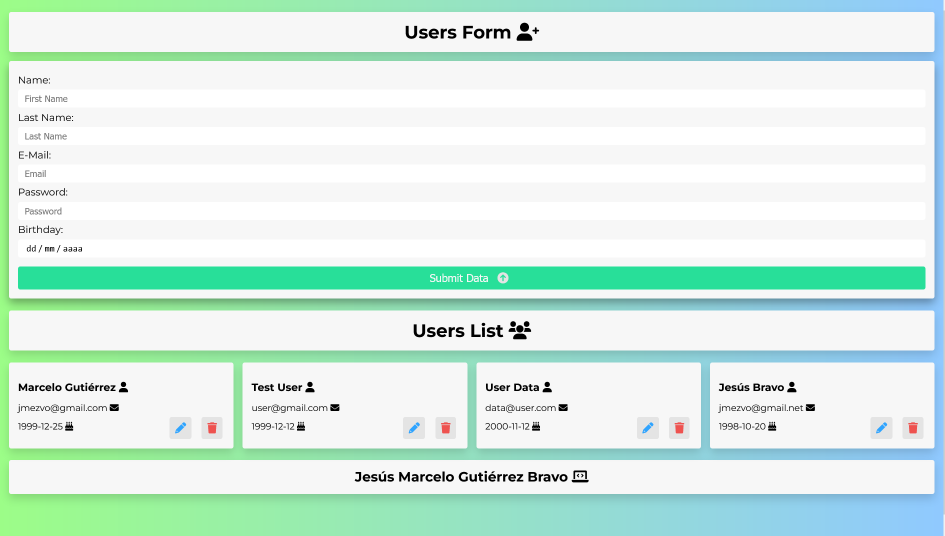 Users Form
Name:
First Name
Last Name:
Last Name
E-Mail:
Email
Password:
Password
Birthday:
dd/mm/aaaa
Submit Data
Users List
Marcelo Gutiérrez
jmezvo@gmail.com
1999-12-25
Test User
user@gmail.com
1999-12-12
User Data
data@user.com
2000-11-12
Jesús Bravo
jmezvo@gmail.net
1998-10-20
Jesús Marcelo Gutiérrez Bravo